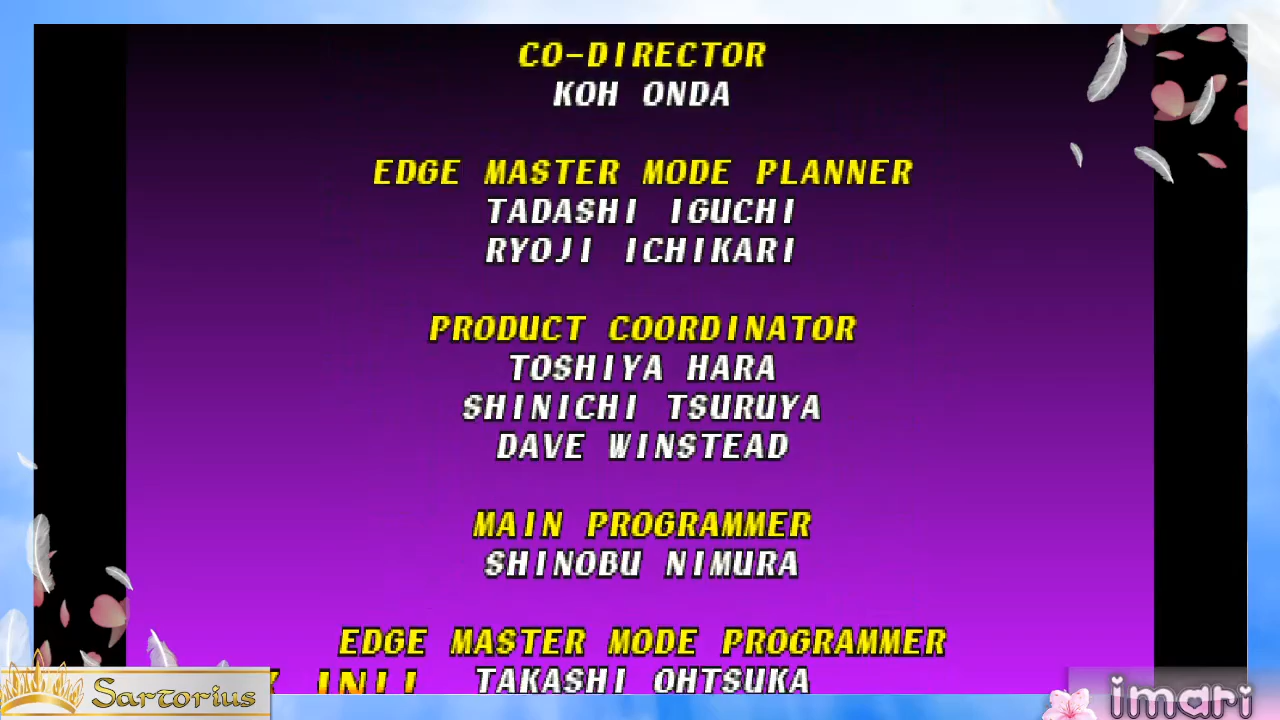 CO-DIRECTOR
KOH ONDA
EDGE MASTER MODE PLANNER
TADASHI IGUCHI
RYOJI ICHIKARI
PRODUCT COORDINATOR
TOSHIYA HARA
SHINICHI TSURUYA
DAVE WINSTEAD
MAIN PROGRAMMER
SHINOBU NIMURA
EDGE MASTER MODE PROGRAMMER
TAKASHI OHTSUKA
Sartorius
imari